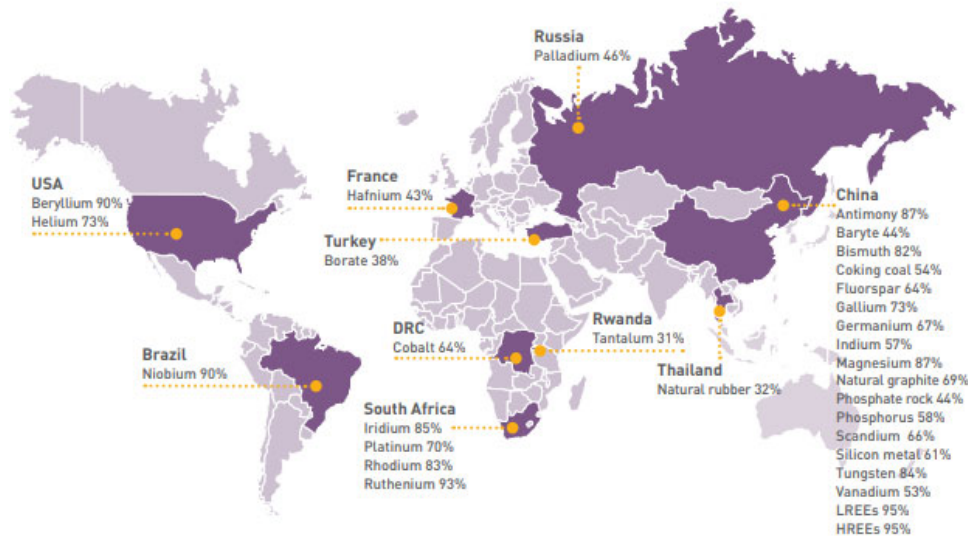 Russia
Palladium 46%
USA
Beryllium 90%
Helium 73%
France
Hafnium 43%
Turkey
Borate 38%
China
Antimony 87%
Baryte 44%
Bismuth 82%
Coking coal 54%
Fluorspar 64%
Gallium 73%
Germanium 67%
Indium 57%
Magnesium 87%
Natural graphite 69%
Phosphate rock 44%
Phosphorus 58%
Scandium 66%
Silicon metal 61%
Tungsten 84%
Vanadium 53%
LREEs 95%
HREEs 95%
DRC
Cobalt 64%
Rwanda
Tantalum 31%
Thailand
Natural rubber 32%
Brazil
Niobium 90%
South Africa
Iridium 85%
Platinum 70%
Rhodium 83%
Ruthenium 93%